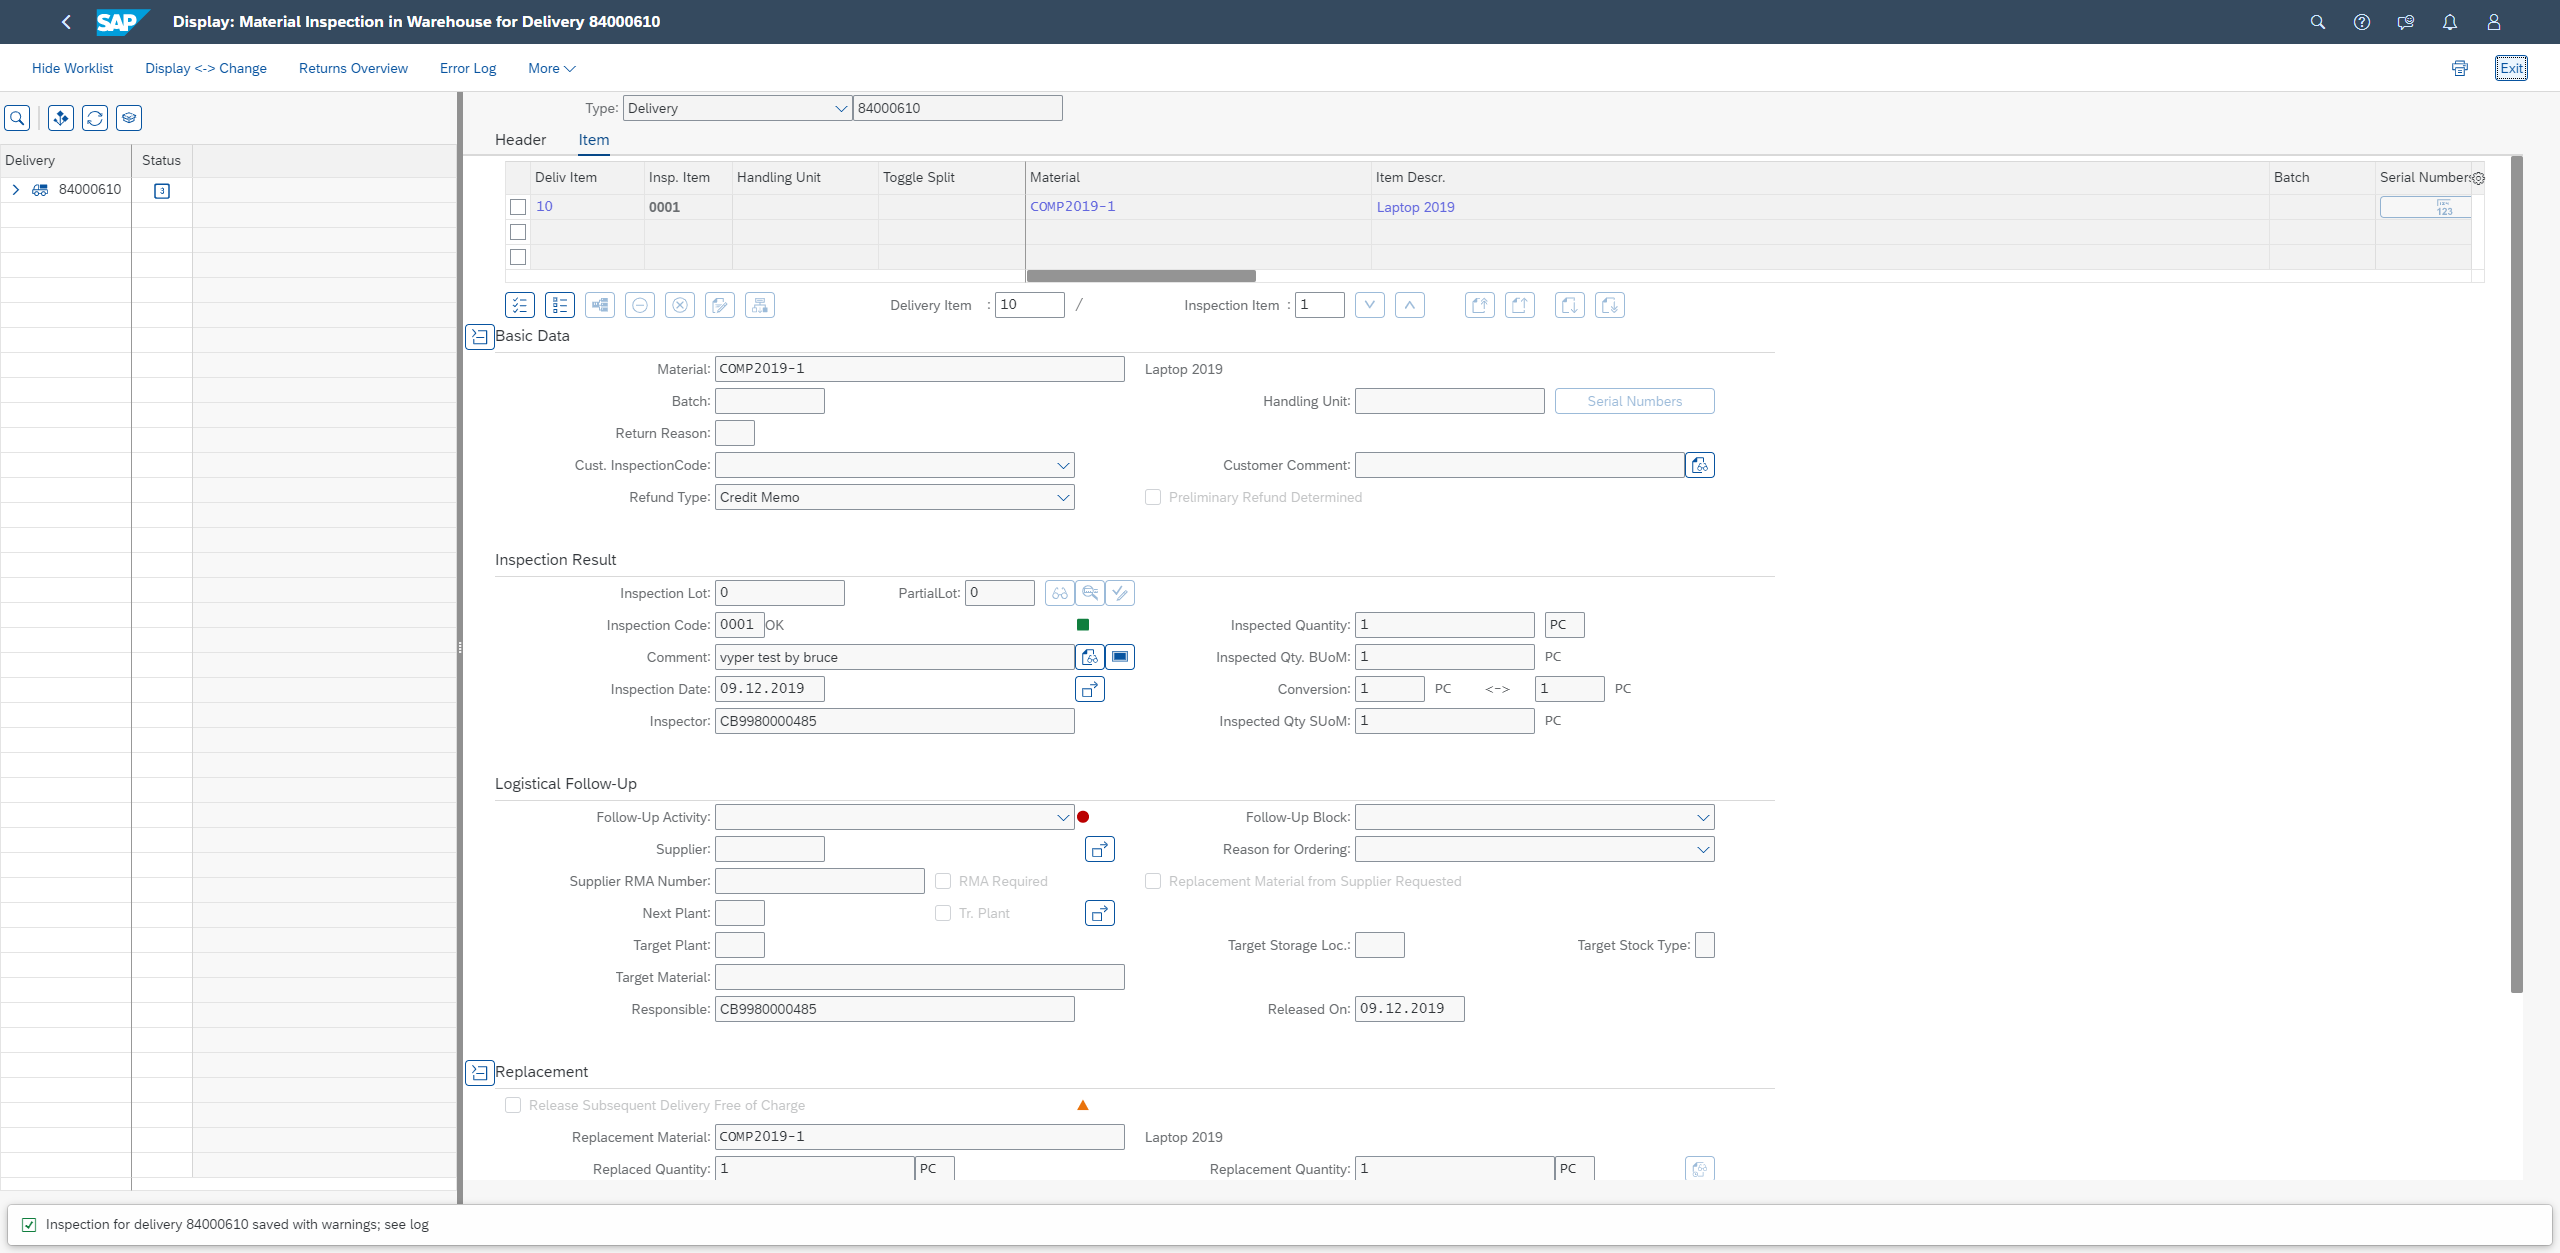 SAP Display: Material Inspection in Warehouse for Delivery 84000610
Hide Worklist Display <-> Change Returns Overview Error Log More Exit
Type: Delivery 84000610
Header Item
Delivery Status
84000610 3
Deliv Item Insp. Item Handling Unit Toggle Split Material Item Descr. Batch Serial Numbers
10 0001 COMP2019-1 Laptop 2019 123
Delivery Item : 10 / Inspection Item : 1
Basic Data
Material: COMP2019-1 Laptop 2019
Batch: Handling Unit: Serial Numbers
Return Reason:
Cust. InspectionCode: Customer Comment:
Refund Type: Credit Memo Preliminary Refund Determined
Inspection Result
Inspection Lot: 0 PartialLot: 0
Inspection Code: 0001 OK Inspected Quantity: 1 PC
Comment: vyper test by bruce Inspected Qty. BUoM: 1 PC
Inspection Date: 09.12.2019 Conversion: 1 PC <-> 1 PC
Inspector: CB9980000485 Inspected Qty SUoM: 1 PC
Logistical Follow-Up
Follow-Up Activity: Follow-Up Block:
Supplier: Reason for Ordering:
Supplier RMA Number: RMA Required Replacement Material from Supplier Requested
Next Plant: Tr. Plant
Target Plant: Target Storage Loc.: Target Stock Type:
Target Material:
Responsible: CB9980000485 Released On: 09.12.2019
Replacement
Release Subsequent Delivery Free of Charge
Replacement Material: COMP2019-1 Laptop 2019
Replaced Quantity: 1 PC Replacement Quantity: 1 PC
Inspection for delivery 84000610 saved with warnings; see log